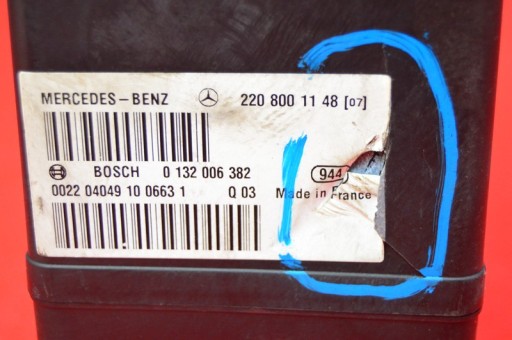 MERCEDES-BENZ 220 800 11 48 [07]
BOSCH 0 132 006 382 944
0022 04049 10 0663 1 Q 03 Made in France